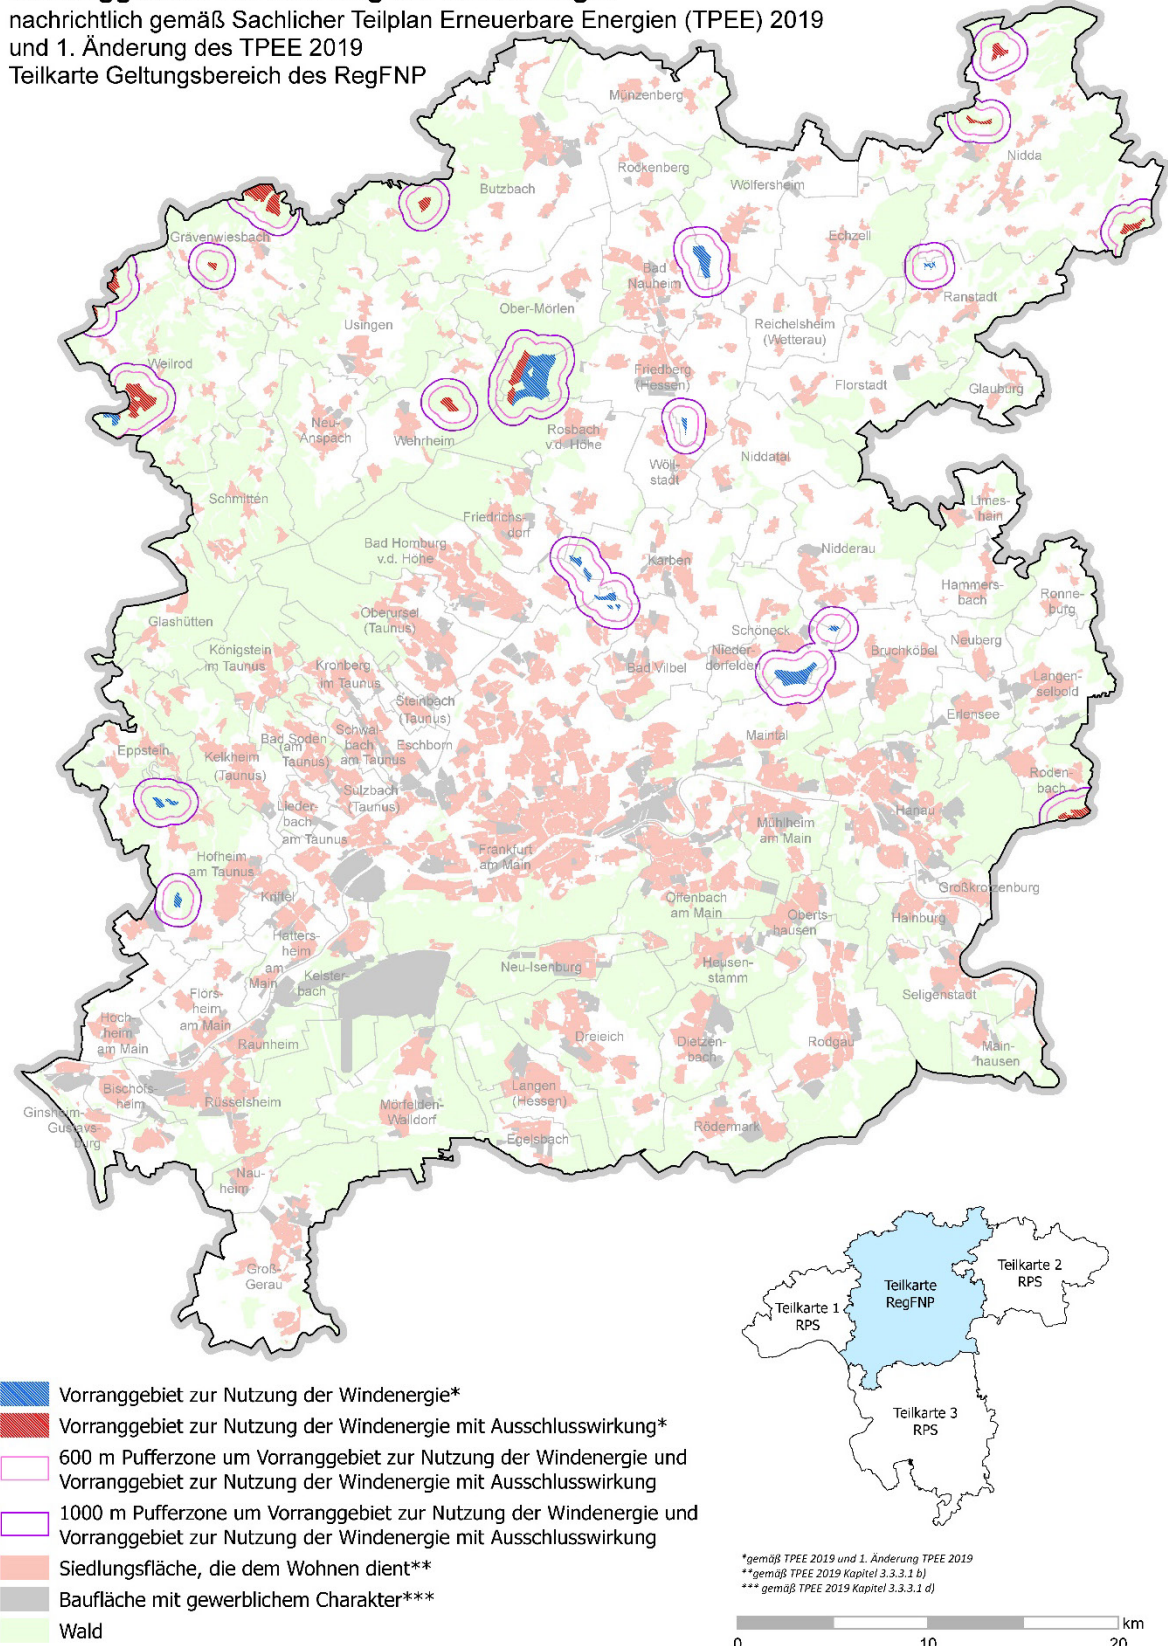 nachrichtlich gemäß Sachlicher Teilplan Erneuerbare Energien (TPEE) 2019
und 1. Änderung des TPEE 2019
Teilkarte Geltungsbereich des RegFNP
Münzenberg
Rockenberg
Butzbach
Wölfersheim
Nidda
Grävenwiesbach
Echzell
Bad
Nauheim
Ranstadt
Ober-Mörlen
Usingen
Reichelsheim
(Wetterau)
Weilrod
Friedberg
(Hessen)
Florstadt
Glauburg
Neu-
Anspach
Wehrheim
Rosbach
v.d. Höhe
Wöll-
stadt
Niddatal
Schmitten
Limes-
hain
Friedrichs-
dorf
Bad Homburg
v.d. Höhe
Karben
Nidderau
Hammers-
bach
Ronne-
burg
Glashütten
Oberursel
(Taunus)
Schöneck
Neuberg
Königstein
im Taunus
Kronberg
im Taunus
Bad Vilbel
Nieder-
dorfelden
Bruchköbel
Langen-
selbold
Steinbach
(Taunus)
Erlensee
Eppstein
Kelkheim
(Taunus)
Bad Soden
(am
Taunus)
Schwal-
bach
am Taunus
Eschborn
Maintal
Rodenbach
Sulzbach
(Taunus)
Lieder-
bach
am Taunus
Mühlheim
am Main
Hanau
Frankfurt
am Main
Hofheim
am Taunus
Kriftel
Offenbach
am Main
Oberts-
hausen
Großkrotzenburg
Hainburg
Hatters-
heim
am
Main
Kelster-
bach
Neu-Isenburg
Heusen-
stamm
Seligenstadt
Flörs-
heim
am Main
Hoch-
heim
am Main
Raunheim
Dreieich
Dietzen-
bach
Rodgau
Main-
hausen
Bischofs-
heim
Rüsselsheim
Ginsheim-
Gustavs-
burg
Mörfelden-
Walldorf
Langen
(Hessen)
Egelsbach
Rödermark
Nau-
heim
Groß-
Gerau
Teilkarte 1
RPS
Teilkarte
RegFNP
Teilkarte 2
RPS
Teilkarte 3
RPS
Vorranggebiet zur Nutzung der Windenergie*
Vorranggebiet zur Nutzung der Windenergie mit Ausschlusswirkung*
600 m Pufferzone um Vorranggebiet zur Nutzung der Windenergie und
Vorranggebiet zur Nutzung der Windenergie mit Ausschlusswirkung
1000 m Pufferzone um Vorranggebiet zur Nutzung der Windenergie und
Vorranggebiet zur Nutzung der Windenergie mit Ausschlusswirkung
Siedlungsfläche, die dem Wohnen dient**
Baufläche mit gewerblichem Charakter***
Wald
*gemäß TPEE 2019 und 1. Änderung TPEE 2019
**gemäß TPEE 2019 Kapitel 3.3.3.1 b)
*** gemäß TPEE 2019 Kapitel 3.3.3.1 d)
km
0 10 20